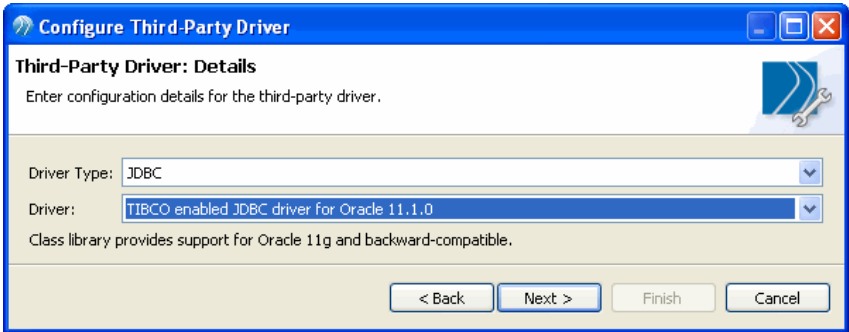 Configure Third-Party Driver
Third-Party Driver: Details
Enter configuration details for the third-party driver.
Driver Type: JDBC
Driver: TIBCO enabled JDBC driver for Oracle 11.1.0
Class library provides support for Oracle 11g and backward-compatible.
< Back Next > Finish Cancel